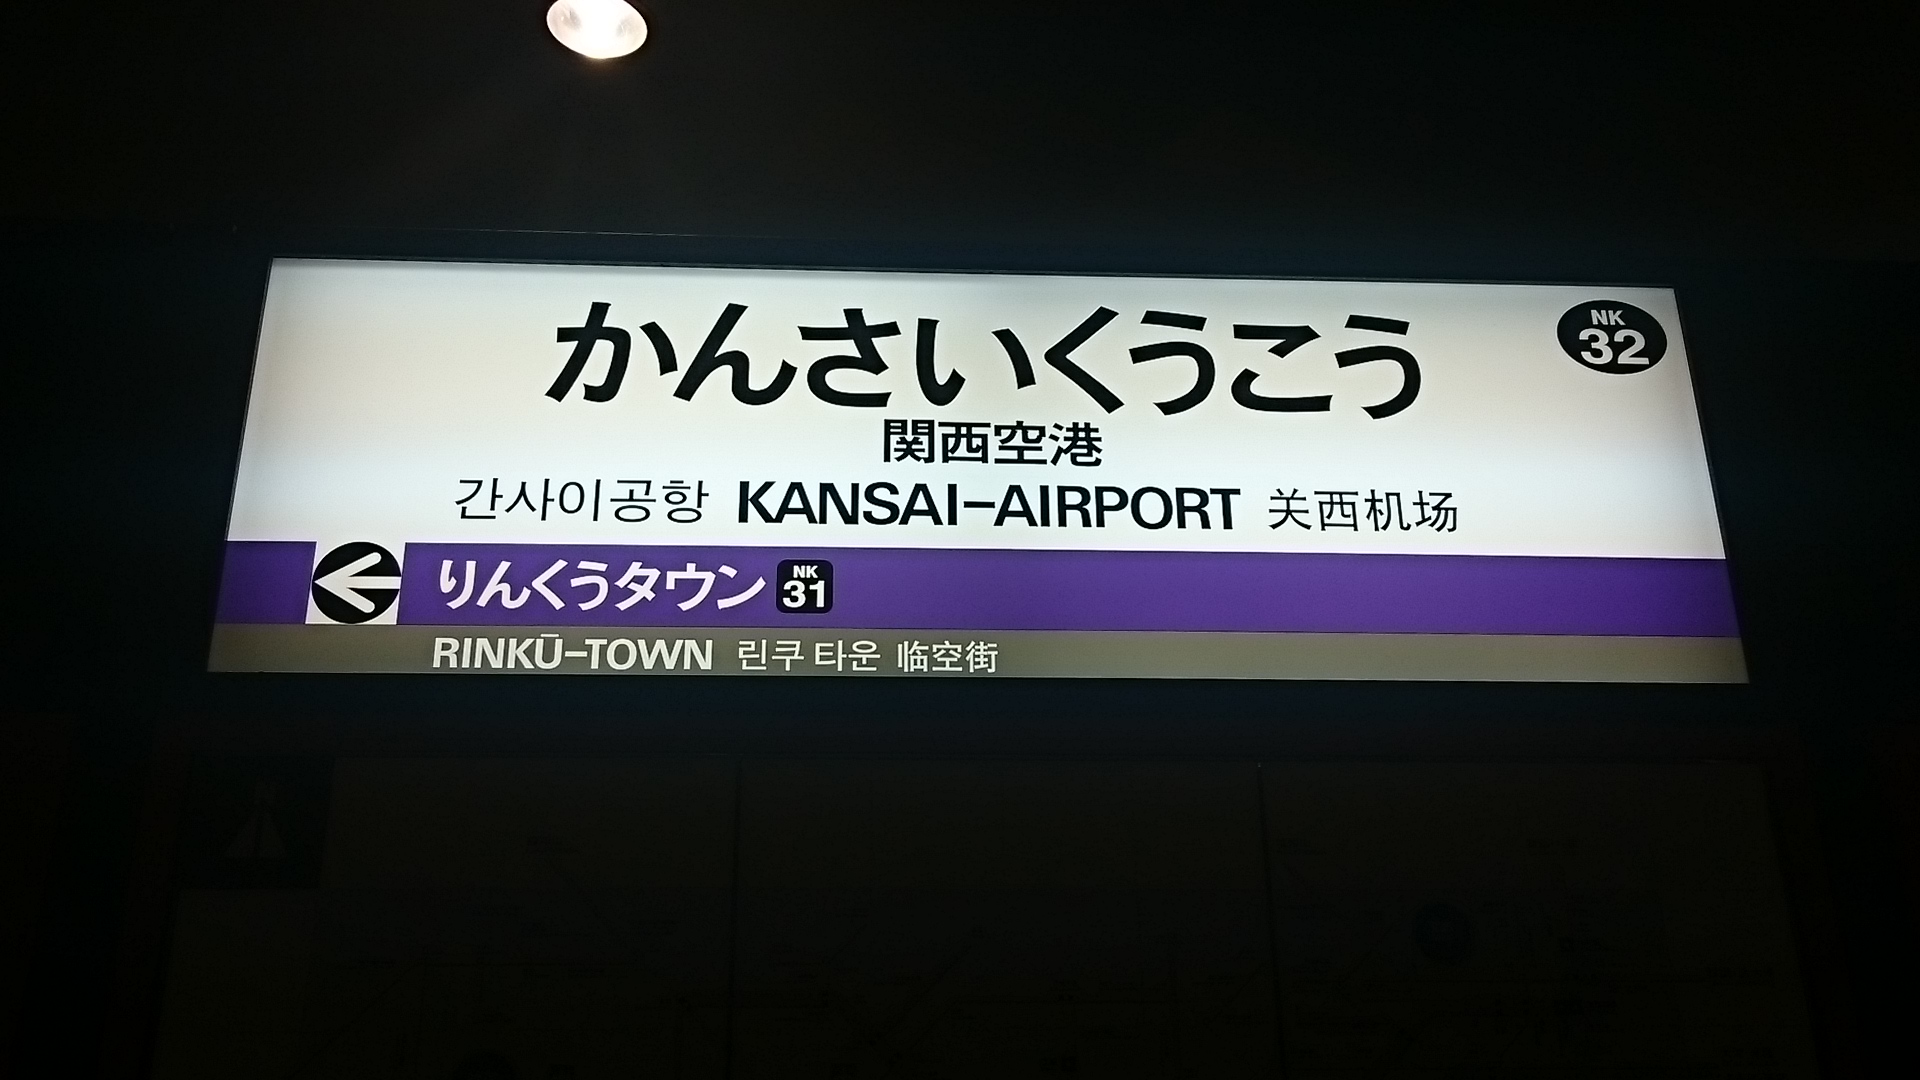 かんさいくうこう
NK
32
関西空港
간사이공항 KANSAI-AIRPORT 关西机场
りんくうタウン NK 31
RINKŪ-TOWN 린쿠 타운 临空街